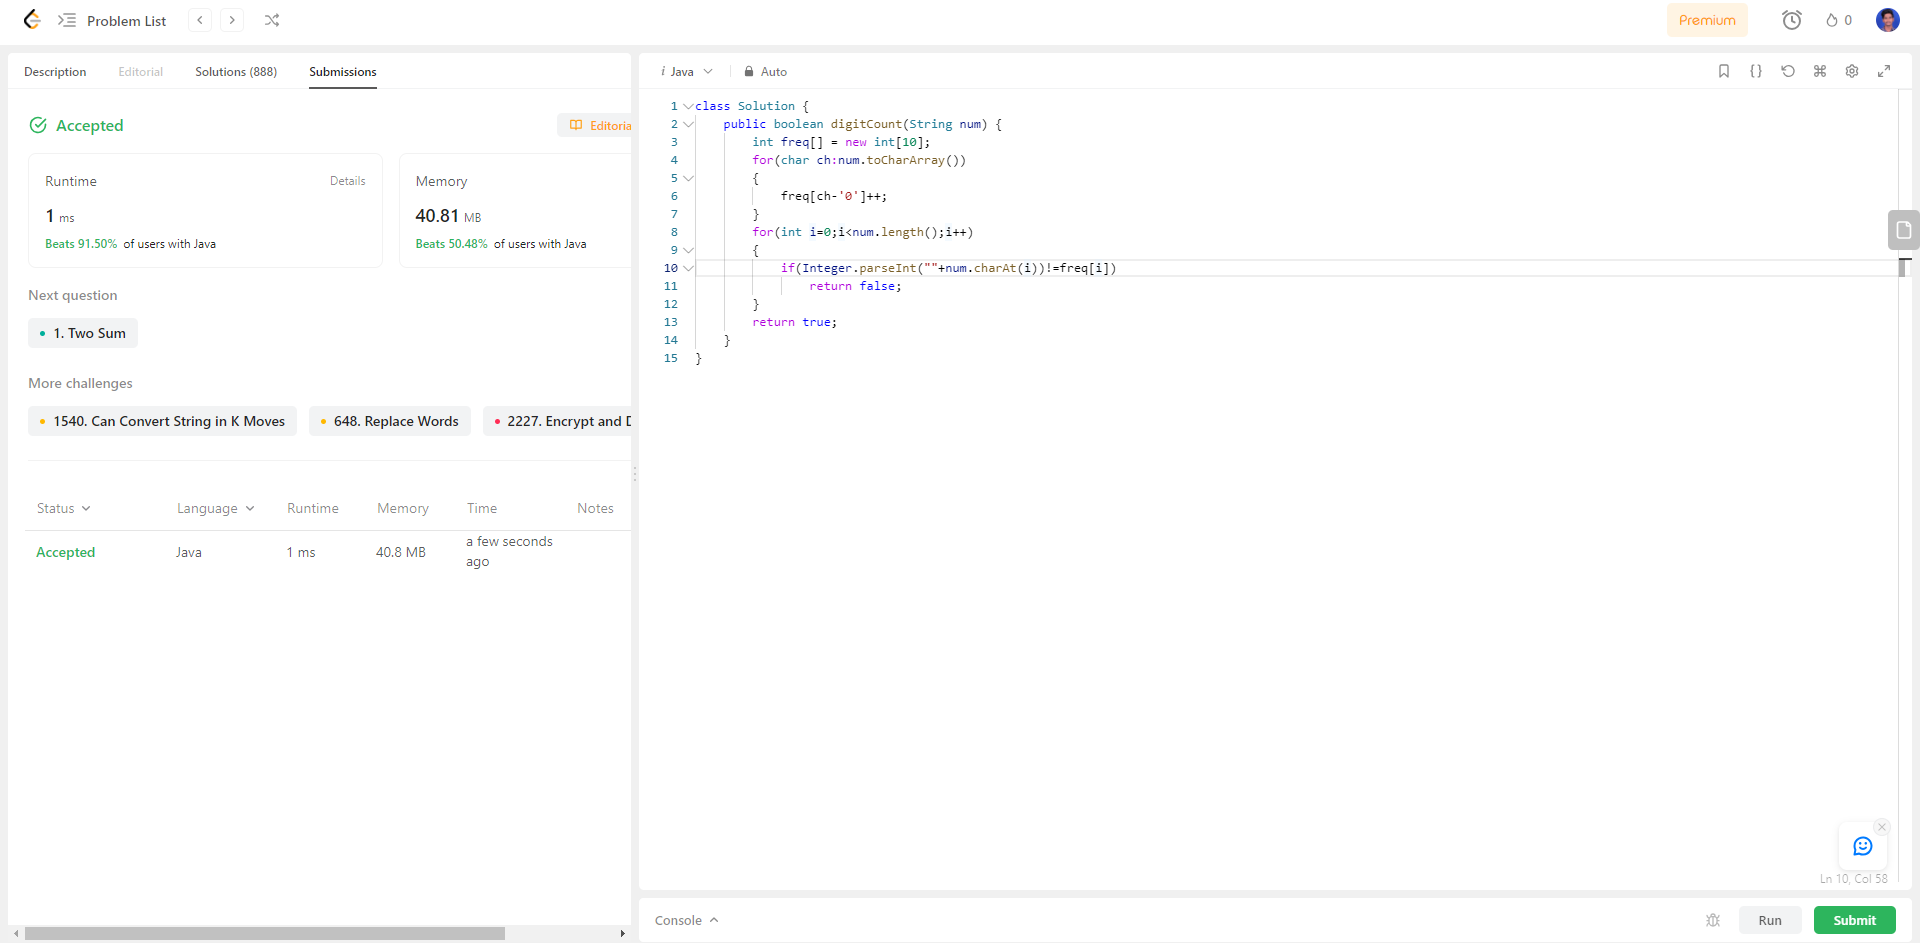 Problem List
Premium
0
Description Editorial Solutions (888) Submissions
Accepted
Editoria
Runtime Details
1 ms
Beats 91.50% of users with Java
Memory
40.81 MB
Beats 50.48% of users with Java
Next question
1. Two Sum
More challenges
1540. Can Convert String in K Moves
648. Replace Words
2227. Encrypt and D
Status Language Runtime Memory Time Notes
Accepted Java 1 ms 40.8 MB a few seconds
ago
i Java Auto
1 class Solution {
2 public boolean digitCount(String num) {
3 int freq[] = new int[10];
4 for(char ch:num.toCharArray())
5 {
6 freq[ch-'0']++;
7 }
8 for(int i=0;i<num.length();i++)
9 {
10 if(Integer.parseInt(""+num.charAt(i))!=freq[i])
11 return false;
12 }
13 return true;
14 }
15 }
Ln 10, Col 58
Console
Run
Submit